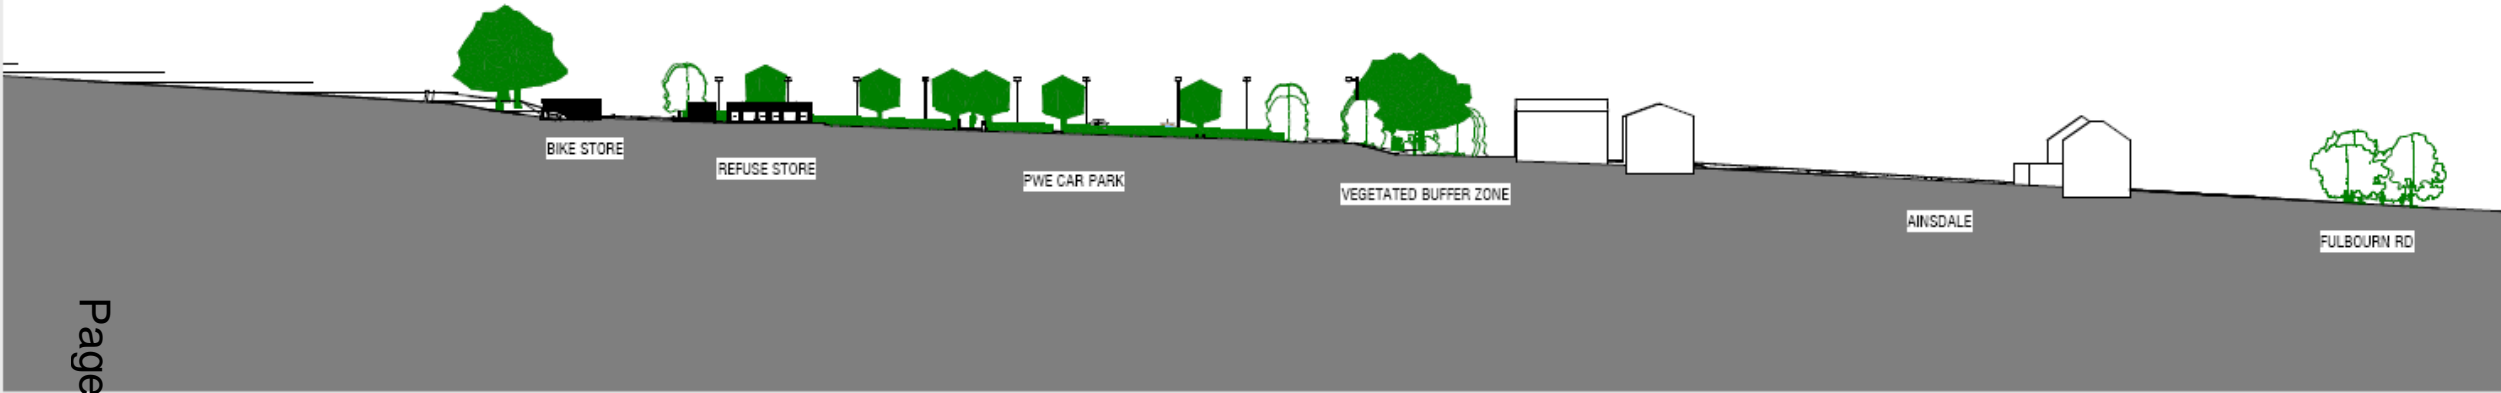 BIKE STORE
REFUSE STORE
PWE CAR PARK
VEGETATED BUFFER ZONE
AINSDALE
FULBOURN RD
Page